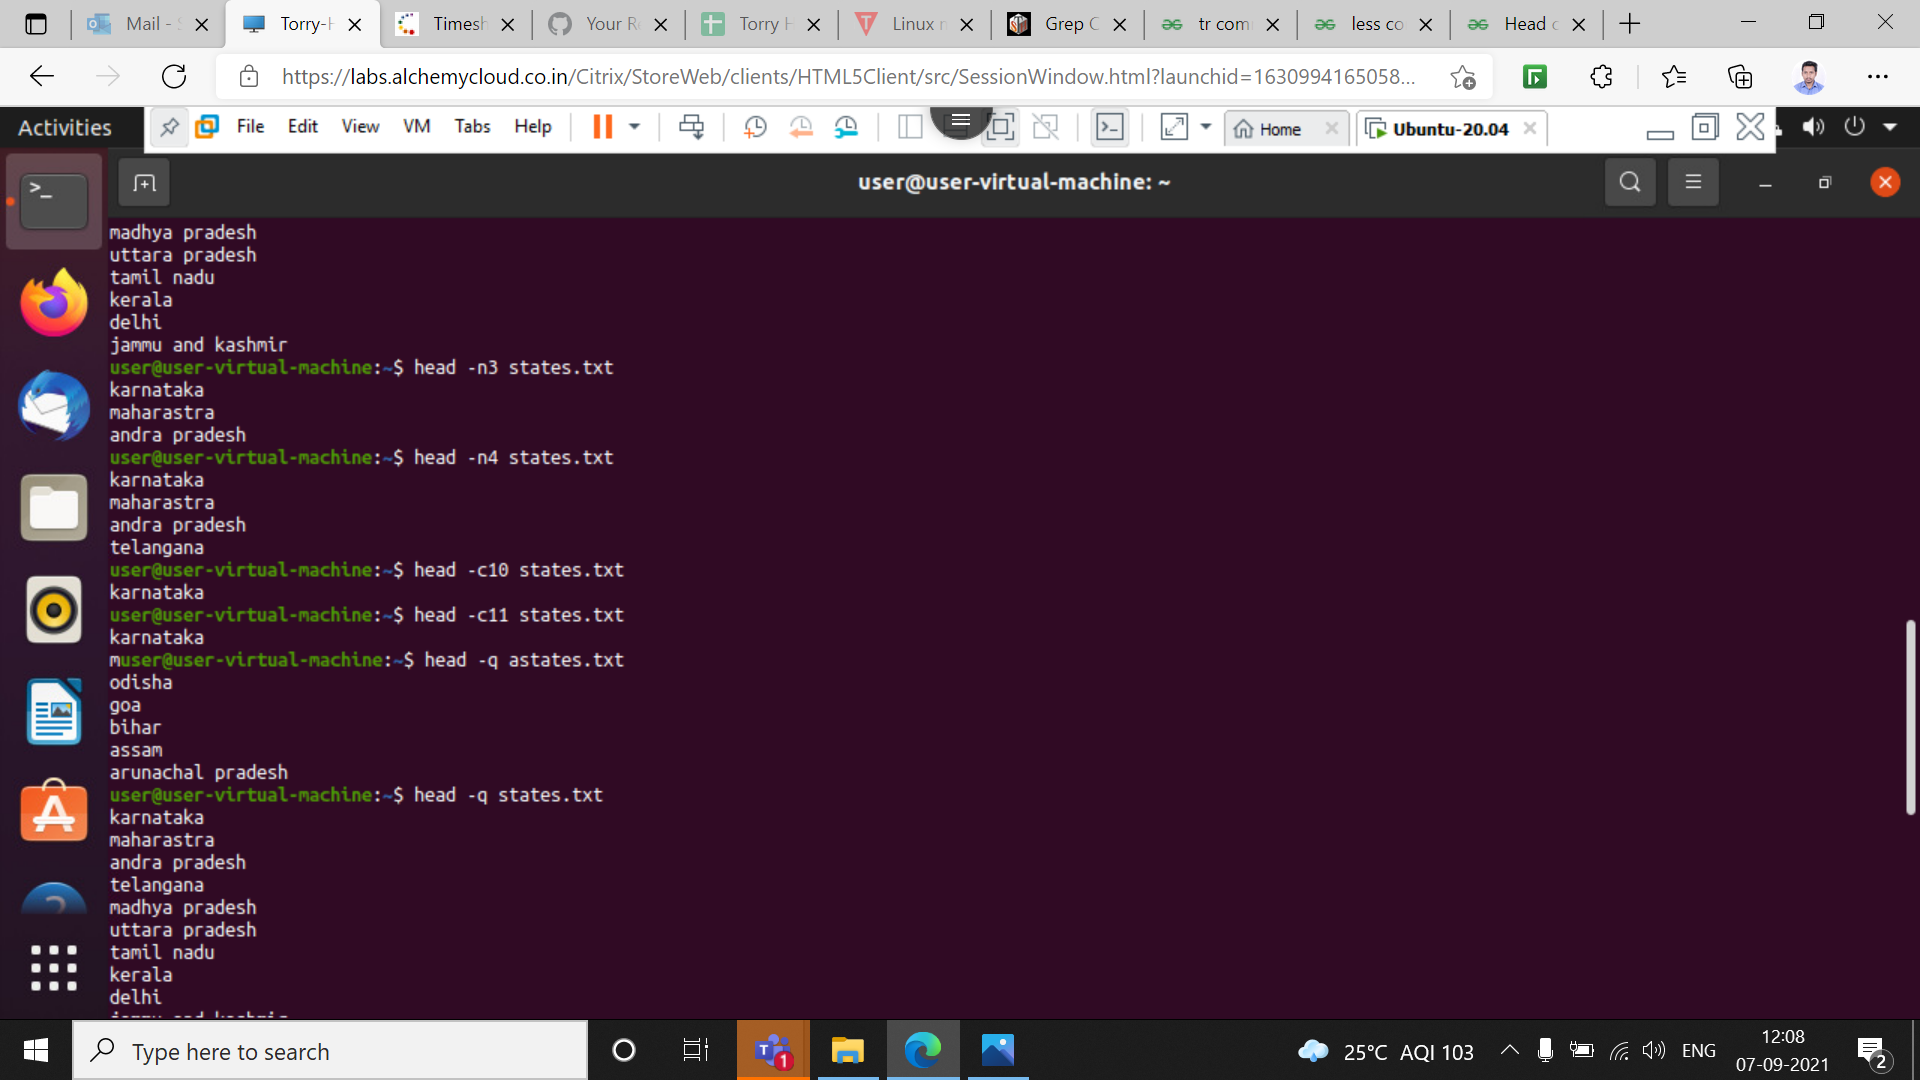 Mail - S
Torry-H
Timesh
Your Re
Torry H
Linux m
Grep C
tr com
less co
Head c
https://labs.alchemycloud.co.in/Citrix/StoreWeb/clients/HTML5Client/src/SessionWindow.html?launchid=1630994165058...
Activities
File Edit View VM Tabs Help
Home
Ubuntu-20.04
user@user-virtual-machine: ~
madhya pradesh
uttara pradesh
tamil nadu
kerala
delhi
jammu and kashmir
user@user-virtual-machine:~$ head -n3 states.txt
karnataka
maharastra
andra pradesh
user@user-virtual-machine:~$ head -n4 states.txt
karnataka
maharastra
andra pradesh
telangana
user@user-virtual-machine:~$ head -c10 states.txt
karnataka
user@user-virtual-machine:~$ head -c11 states.txt
karnataka
muser@user-virtual-machine:~$ head -q astates.txt
odisha
goa
bihar
assam
arunachal pradesh
user@user-virtual-machine:~$ head -q states.txt
karnataka
maharastra
andra pradesh
telangana
madhya pradesh
uttara pradesh
tamil nadu
kerala
delhi
jammu and kashmir
Type here to search
1
25°C AQI 103
ENG
12:08
07-09-2021
2